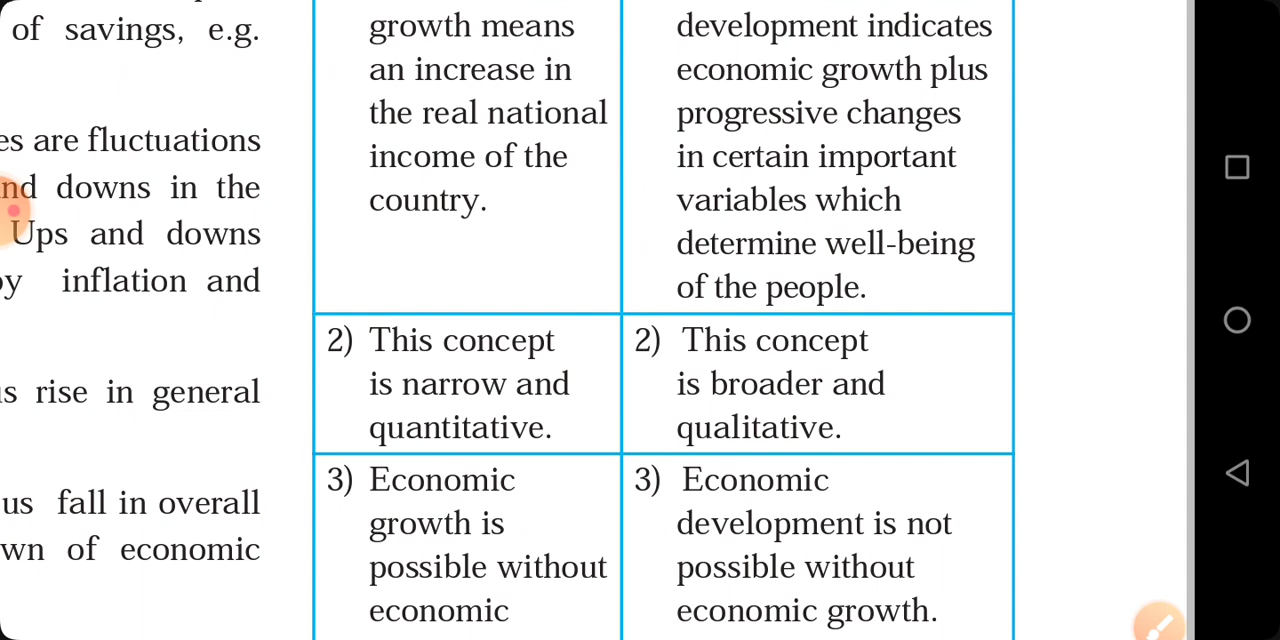 of savings, e.g.
are fluctuations
downs in the
Ups and downs
inflation and
rise in general
fall in overall
of economic
growth means
an increase in
the real national
income of the
country.
2) This concept
is narrow and
quantitative.
3) Economic
growth is
possible without
economic
development indicates
economic growth plus
progressive changes
in certain important
variables which
determine well-being
of the people.
2) This concept
is broader and
qualitative.
3) Economic
development is not
possible without
economic growth.